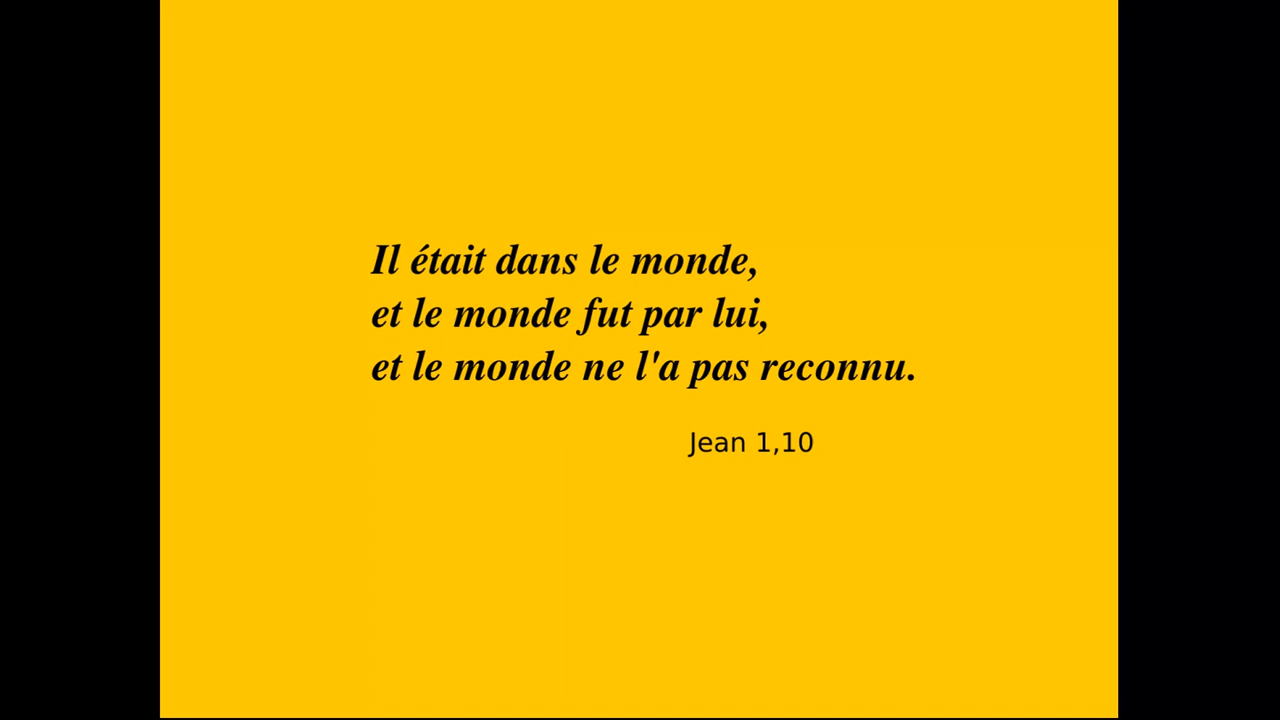 Il était dans le monde,
et le monde fut par lui,
et le monde ne l'a pas reconnu.
Jean 1,10